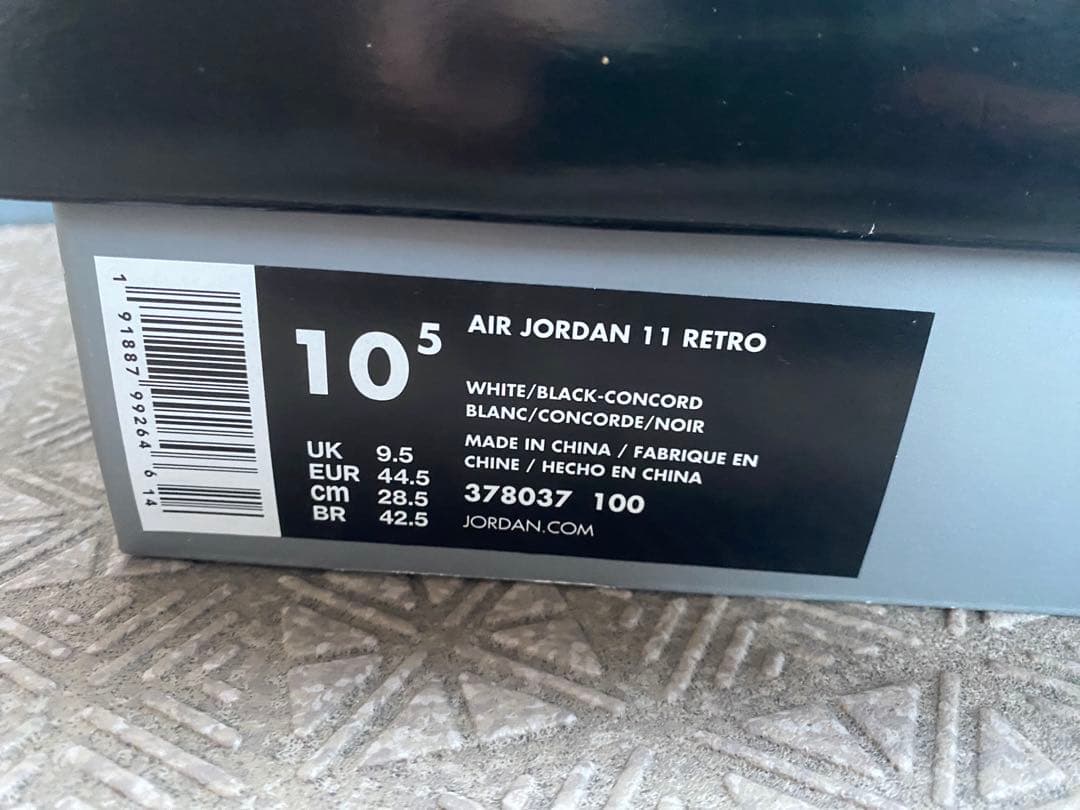 1 91887 99264 6 14
10 5
UK 9.5
EUR 44.5
cm 28.5
BR 42.5
AIR JORDAN 11 RETRO
WHITE/BLACK-CONCORD
BLANC/CONCORDE/NOIR
MADE IN CHINA / FABRIQUE EN
CHINE / HECHO EN CHINA
378037 100
JORDAN.COM